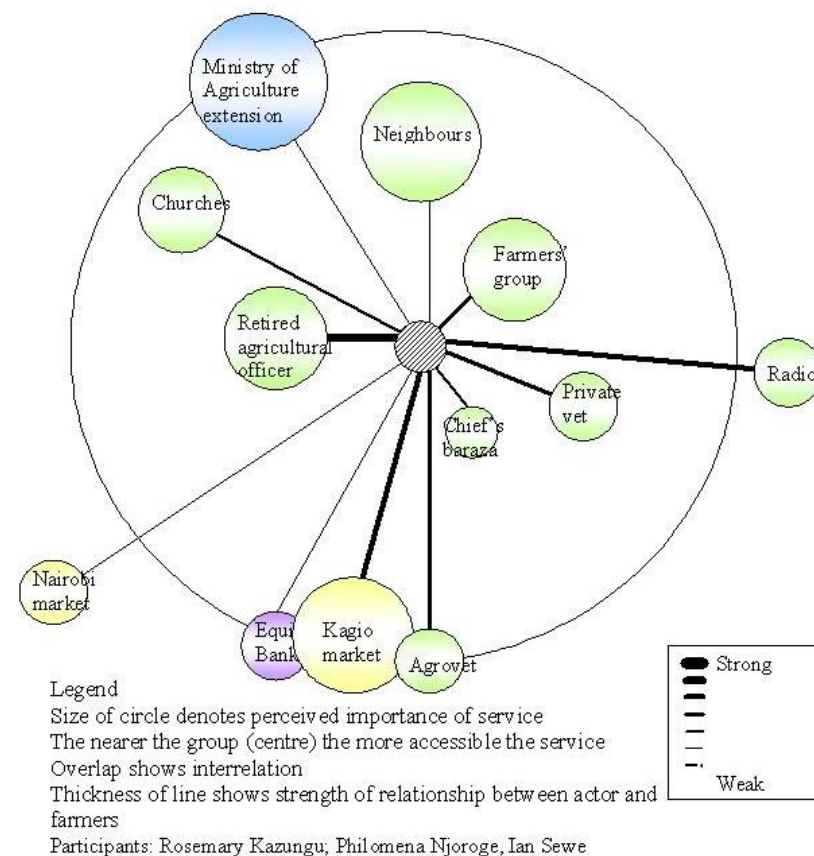 Ministry of
Agriculture
extension
Neighbours
Churches
Farmers'
group
Retired
agricultural
officer
Radio
Private
vet
Chief's
baraza
Nairobi
market
Equi
Bank
Kagio
market
Agrovet
Strong
Weak
Legend
Size of circle denotes perceived importance of service
The nearer the group (centre) the more accessible the service
Overlap shows interrelation
Thickness of line shows strength of relationship between actor and
farmers
Participants: Rosemary Kazungu; Philomena Njoroge, Ian Sewe